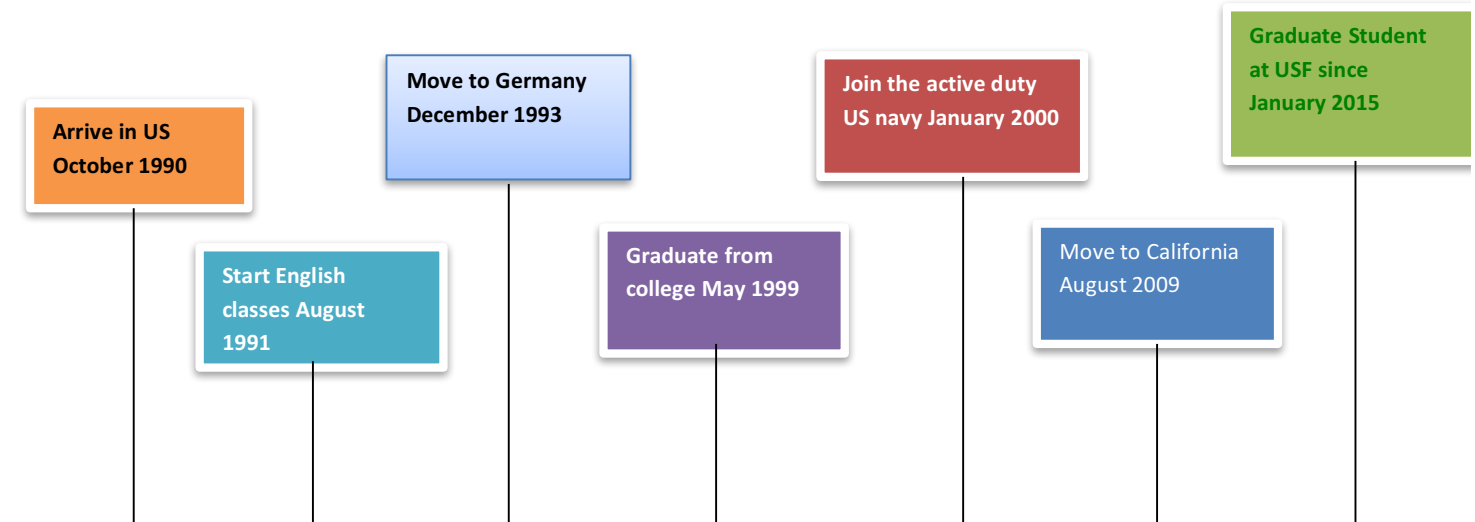 Arrive in US
October 1990
Start English
classes August
1991
Move to Germany
December 1993
Graduate from
college May 1999
Join the active duty
US navy January 2000
Move to California
August 2009
Graduate Student
at USF since
January 2015